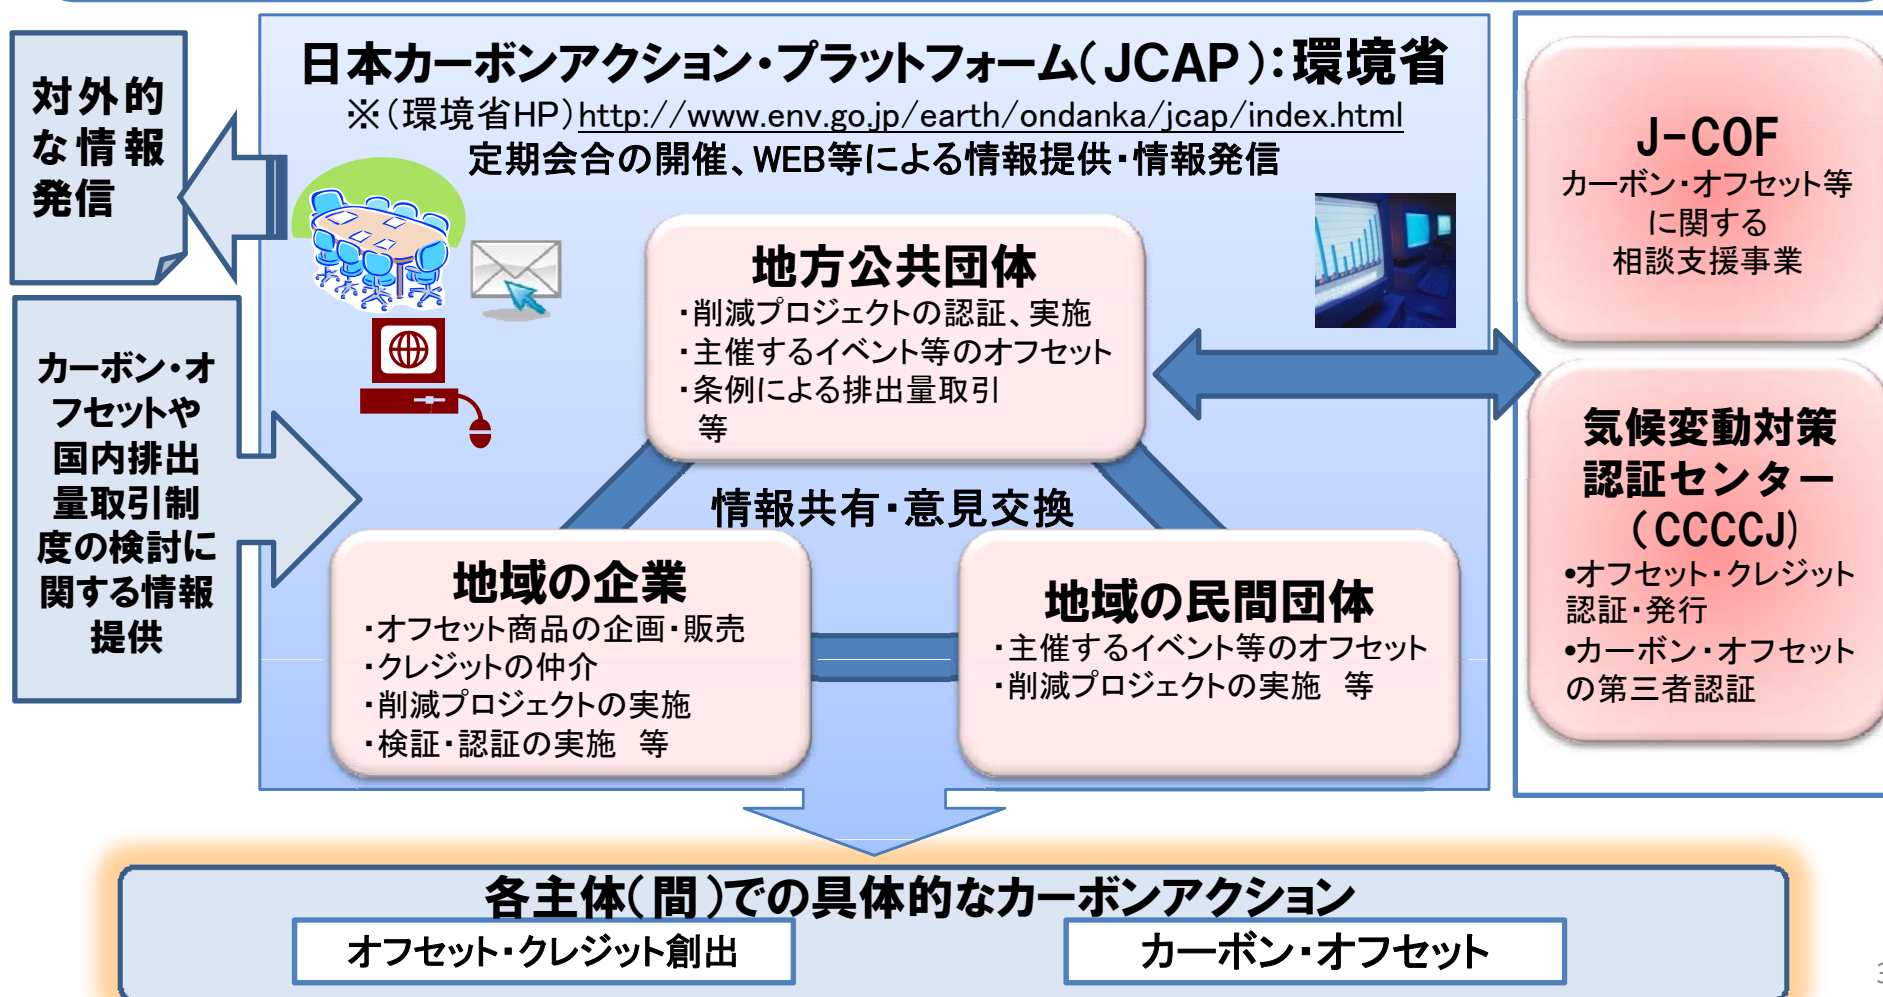 対外的
な情報
発信
カーボン・オ
フセットや
国内排出
量取引制
度の検討に
関する情報
提供
日本カーボンアクション・プラットフォーム(JCAP):環境省
※(環境省HP)http://www.env.go.jp/earth/ondanka/jcap/index.html
定期会合の開催、WEB等による情報提供・情報発信
地方公共団体
・削減プロジェクトの認証、実施
・主催するイベント等のオフセット
・条例による排出量取引
等
情報共有・意見交換
地域の企業
・オフセット商品の企画・販売
・クレジットの仲介
・削減プロジェクトの実施
・検証・認証の実施 等
地域の民間団体
・主催するイベント等のオフセット
・削減プロジェクトの実施 等
J-COF
カーボン・オフセット等
に関する
相談支援事業
気候変動対策
認証センター
(CCCCJ)
•オフセット・クレジット
認証・発行
•カーボン・オフセット
の第三者認証
各主体(間)での具体的なカーボンアクション
オフセット・クレジット創出
カーボン・オフセット